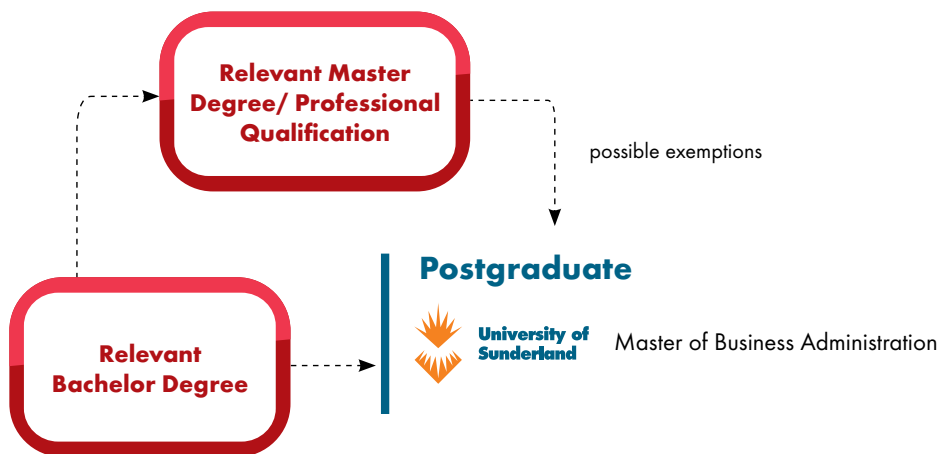 Relevant Master
Degree/ Professional
Qualification
possible exemptions
Postgraduate
University of
Sunderland
Master of Business Administration
Relevant
Bachelor Degree